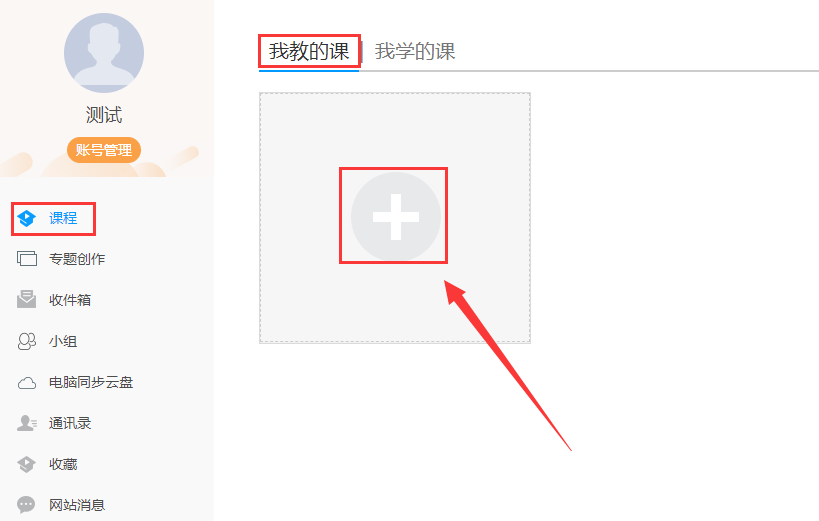 测试
账号管理
课程
专题创作
收件箱
小组
电脑同步云盘
通讯录
收藏
网站消息
我教的课 | 我学的课